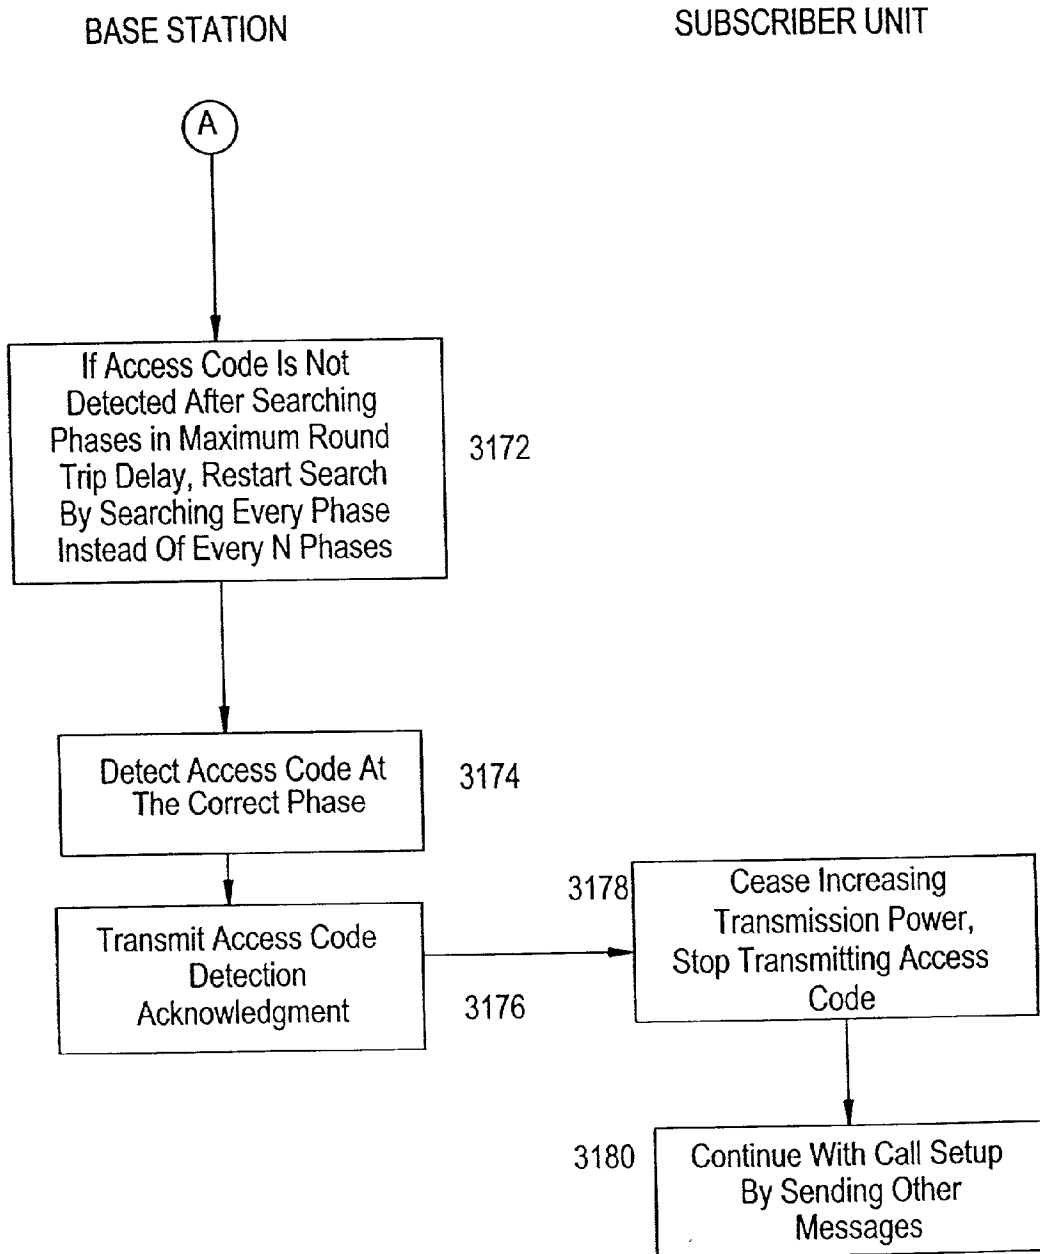 BASE STATION
SUBSCRIBER UNIT
A
If Access Code Is Not
Detected After Searching
Phases in Maximum Round
Trip Delay, Restart Search
By Searching Every Phase
Instead Of Every N Phases
3172
Detect Access Code At
The Correct Phase
3174
Transmit Access Code
Detection
Acknowledgment
3176
3178
Cease Increasing
Transmission Power,
Stop Transmitting Access
Code
3180
Continue With Call Setup
By Sending Other
Messages